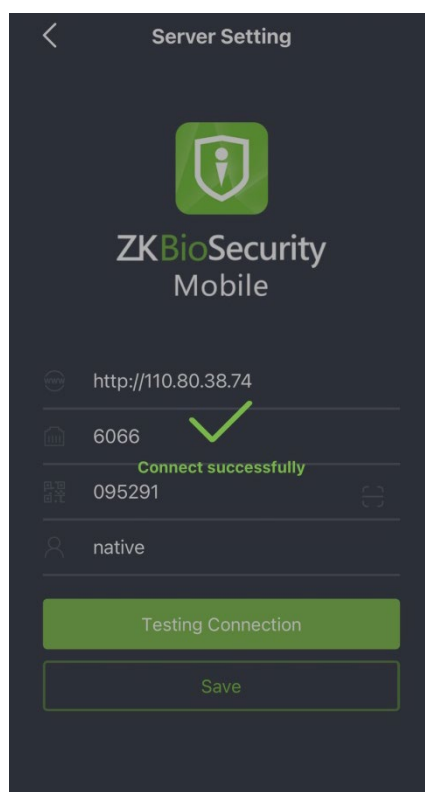 Server Setting
ZKBioSecurity
Mobile
http://110.80.38.74
6066
Connect successfully
095291
native
Testing Connection
Save